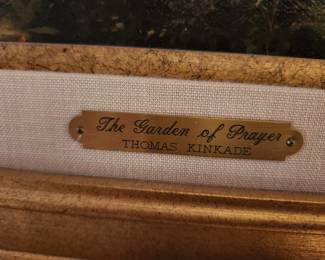 The Garden of Prayer
THOMAS KINKADE